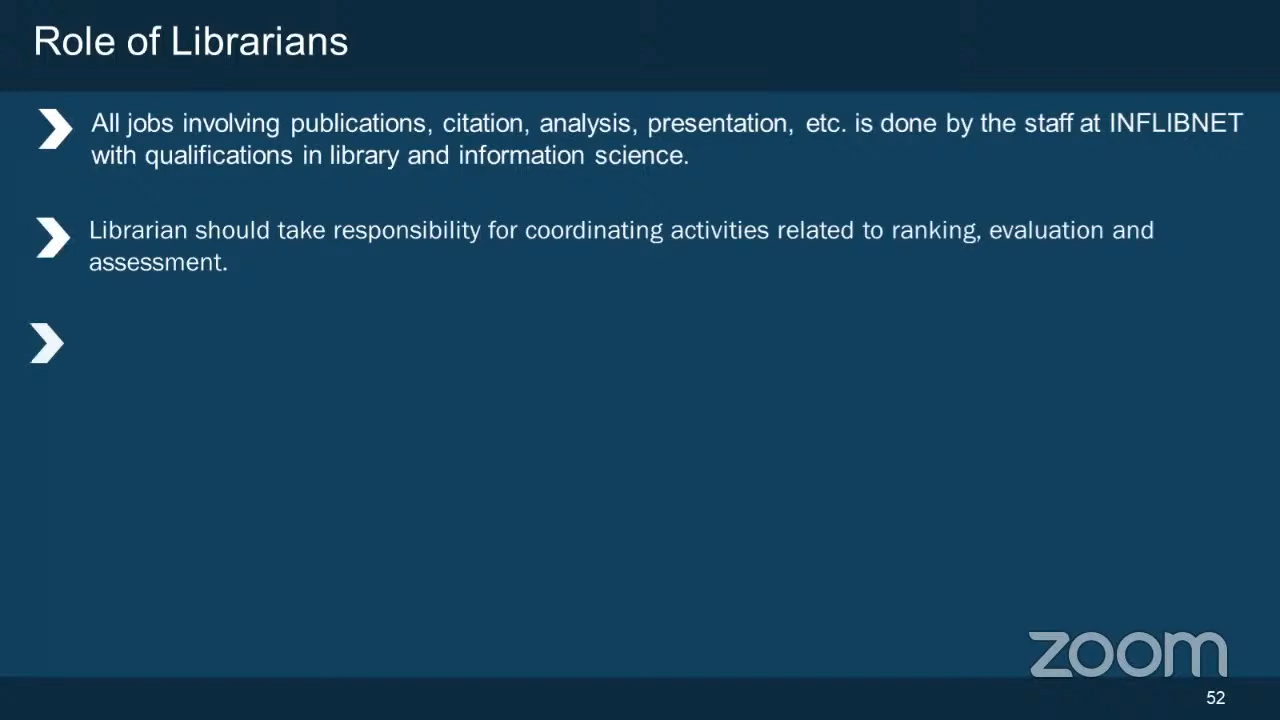 Role of Librarians
All jobs involving publications, citation, analysis, presentation, etc. is done by the staff at INFLIBNET
with qualifications in library and information science.
Librarian should take responsibility for coordinating activities related to ranking, evaluation and
assessment.
zoom
52